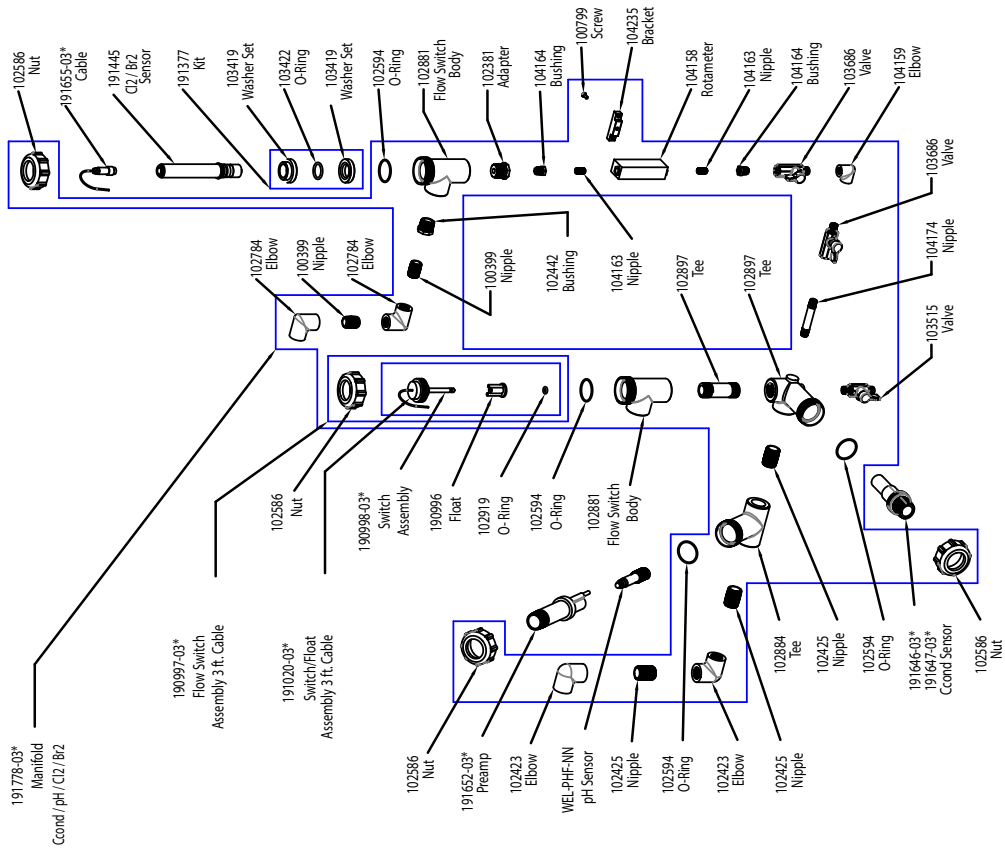 102586
Nut
191655-03*
Cable
191445
Cl2 / Br2
Sensor
191377
Kit
103419
Washer Set
103422
O-Ring
103419
Washer Set
102594
O-Ring
102881
Flow Switch
Body
102381
Adapter
104164
Bushing
100799
Screw
104235
Bracket
104158
Rotameter
104163
Nipple
104164
Bushing
103686
Valve
104159
Elbow
102784
Elbow
100399
Nipple
102784
Elbow
100399
Nipple
102442
Bushing
104163
Nipple
102897
Tee
102897
Tee
103686
Valve
104174
Nipple
103515
Valve
102586
Nut
190998-03*
Switch
Assembly
190996
Float
102919
O-Ring
102594
O-Ring
102881
Flow Switch
Body
191778-03*
Manifold
Ccond / pH / Cl2 / Br2
190997-03*
Flow Switch
Assembly 3 ft. Cable
191020-03*
Switch/Float
Assembly 3 ft. Cable
102586
Nut
191652-03*
Preamp
102423
Elbow
WEL-PHF-NN
pH Sensor
102425
Nipple
102594
O-Ring
102423
Elbow
102425
Nipple
102884
Tee
102425
Nipple
102594
O-Ring
191646-03*
191647-03*
Ccond Sensor
102586
Nut